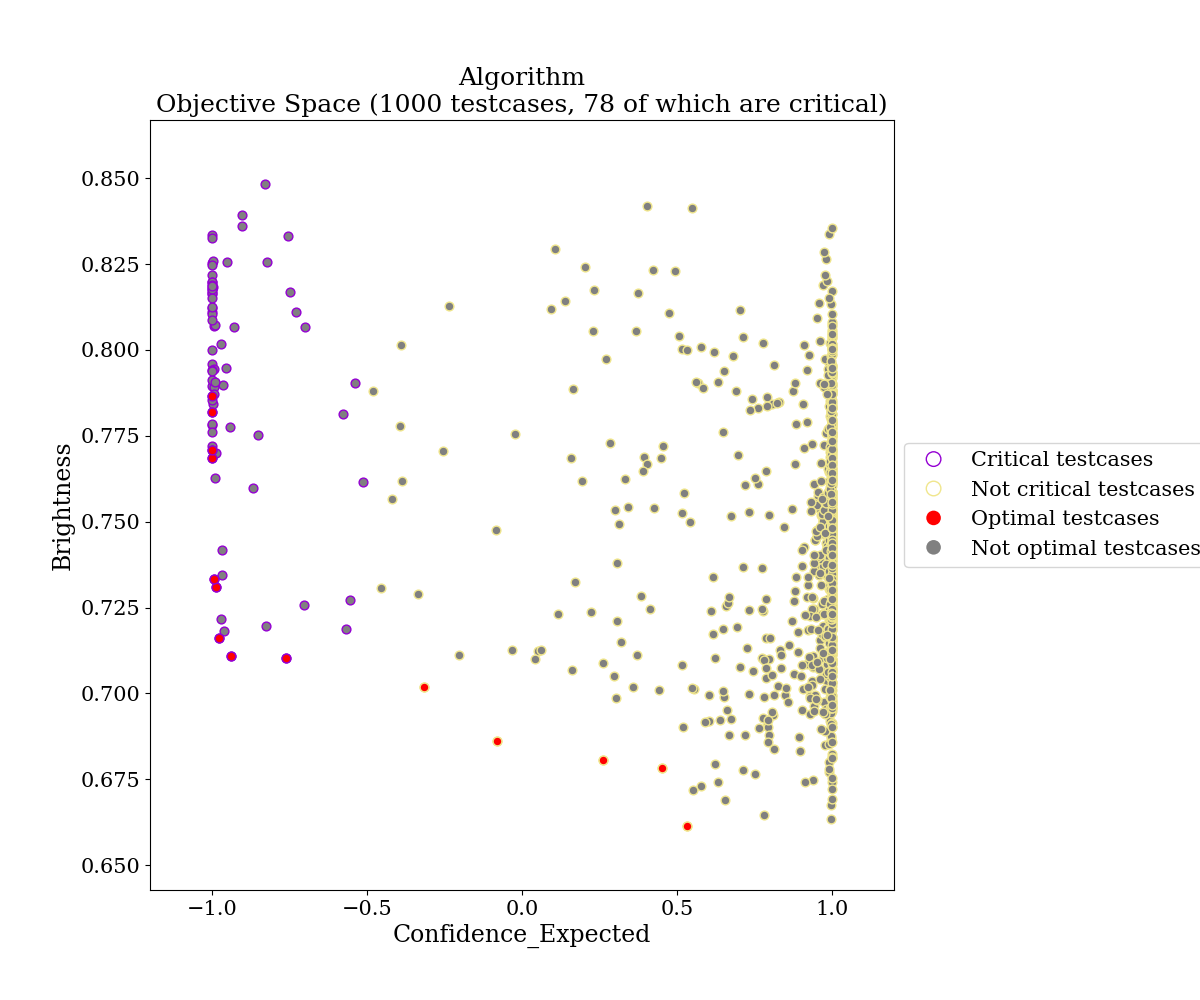 Algorithm
Objective Space (1000 testcases, 78 of which are critical)
0.850
0.825
0.800
0.775
0.750
0.725
0.700
0.675
0.650
Brightness
−1.0
−0.5
0.0
0.5
1.0
Confidence_Expected
Critical testcases
Not critical testcases
Optimal testcases
Not optimal testcases